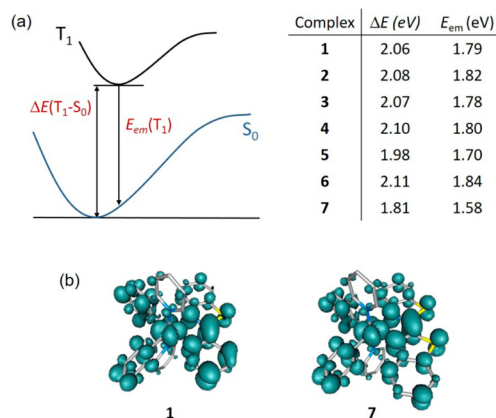 (a)
T₁
ΔE(T₁-S₀)
E_em(T₁)
S₀
Complex ΔE (eV) E_em (eV)
1 2.06 1.79
2 2.08 1.82
3 2.07 1.78
4 2.10 1.80
5 1.98 1.70
6 2.11 1.84
7 1.81 1.58
(b)
1 7